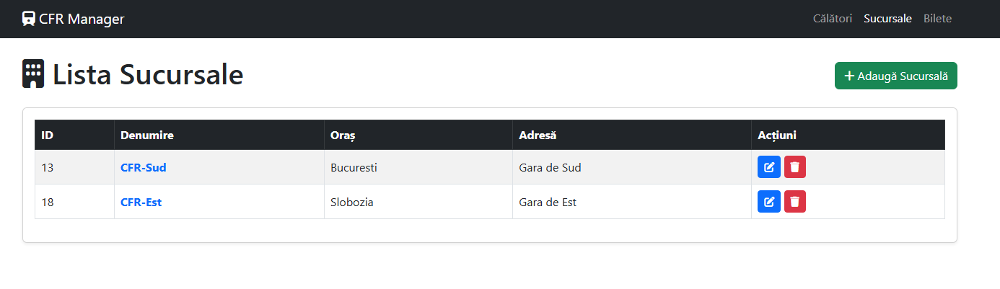 CFR Manager Călători Sucursale Bilete
Lista Sucursale
Adaugă Sucursală
ID Denumire Oraș Adresă Acțiuni
13 CFR-Sud Bucuresti Gara de Sud
18 CFR-Est Slobozia Gara de Est